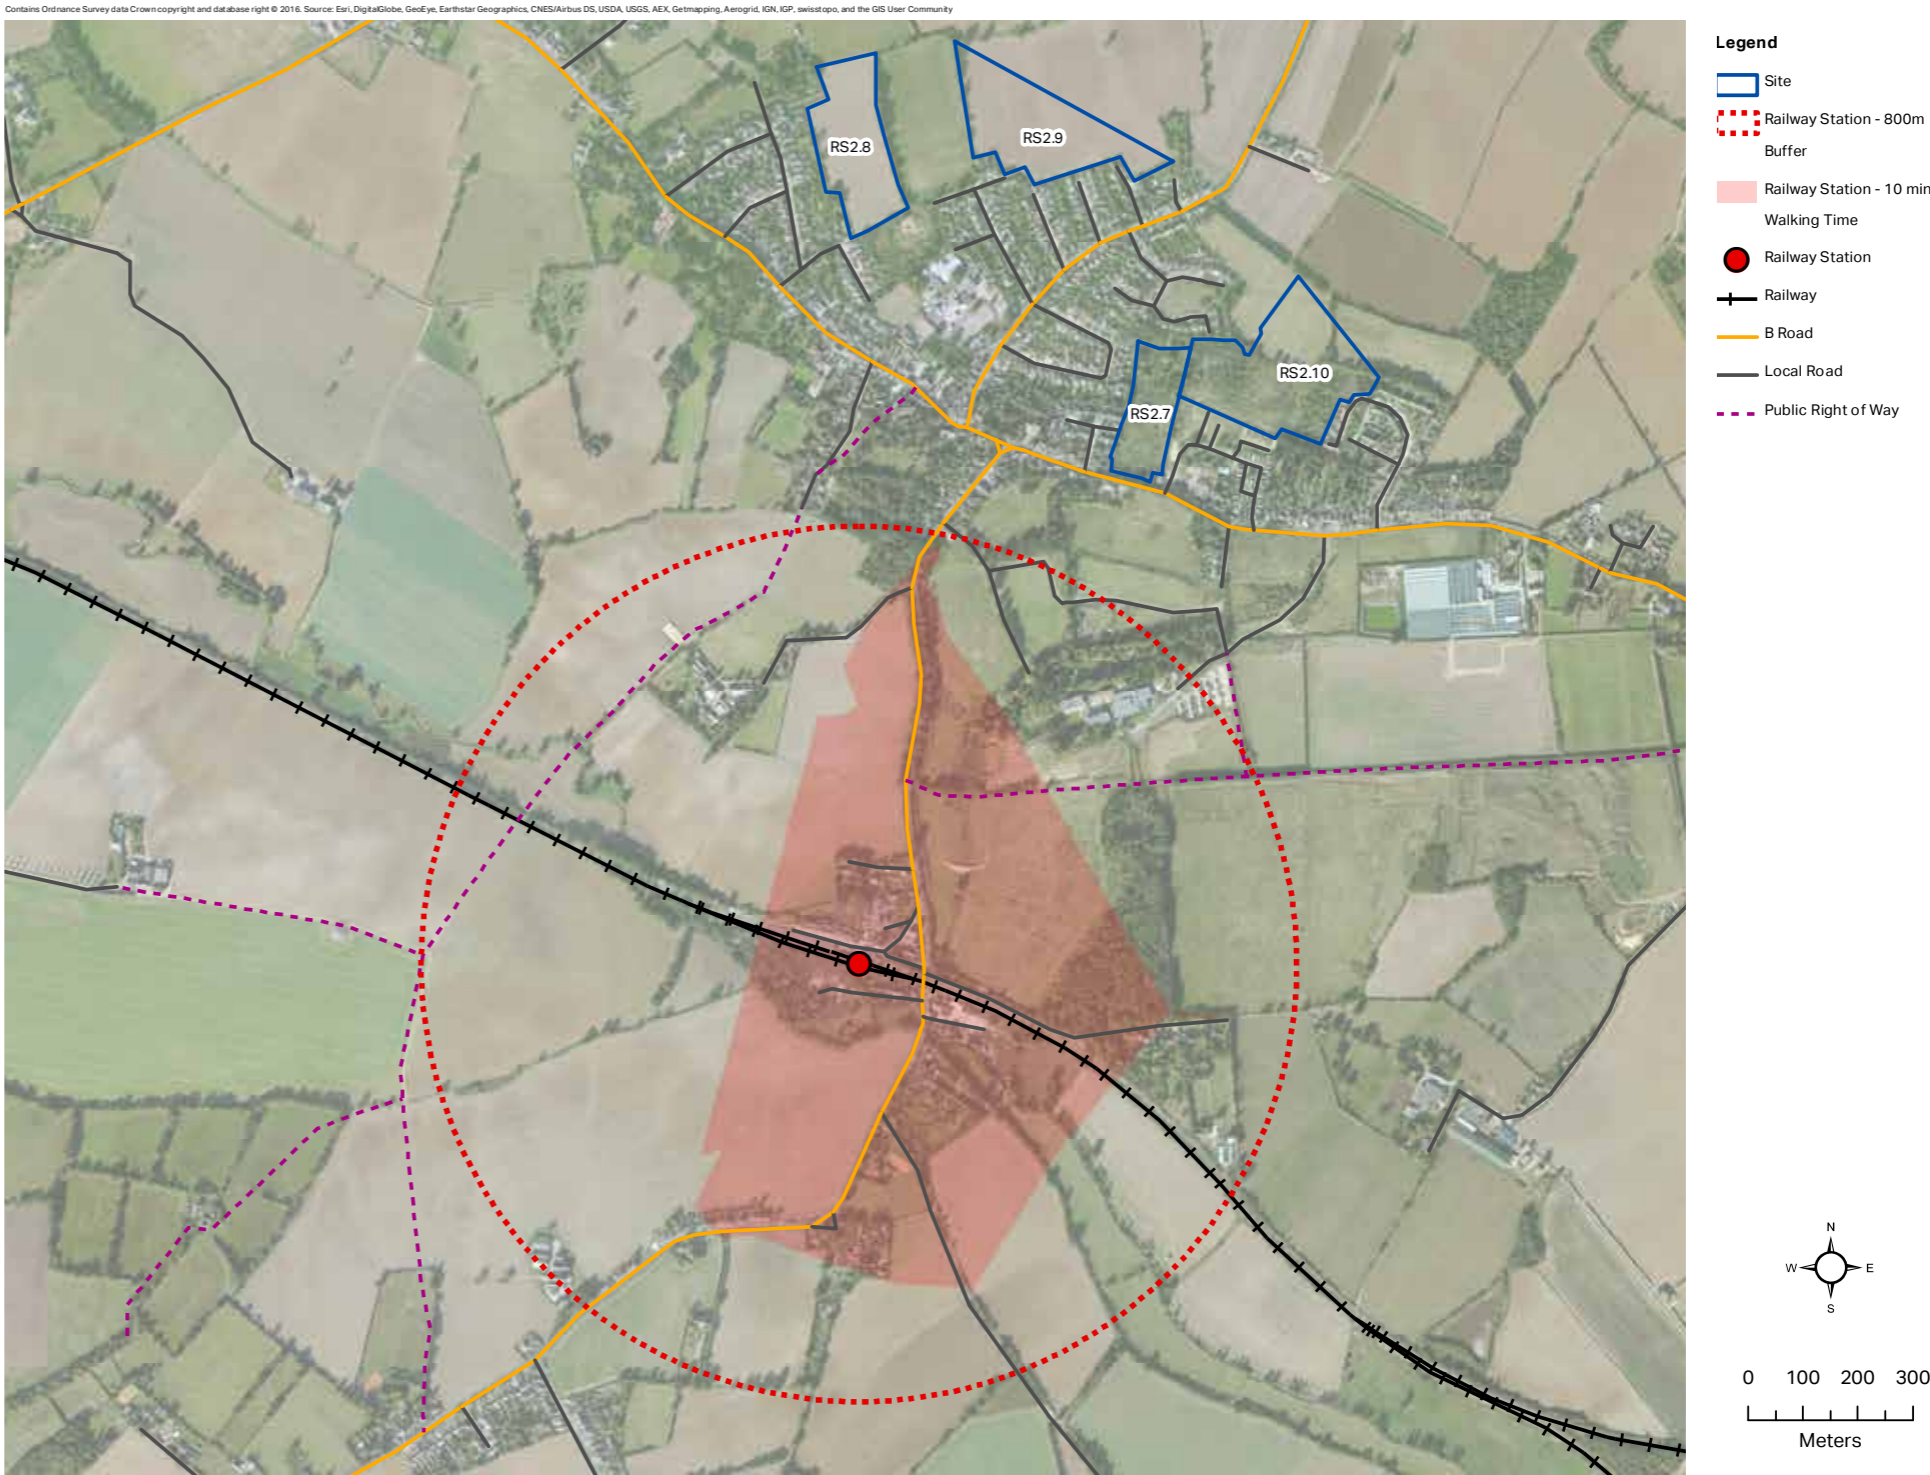 Contains Ordnance Survey data Crown copyright and database right © 2016. Source: Esri, DigitalGlobe, GeoEye, Earthstar Geographics, CNES/Airbus DS, USDA, USGS, AEX, Getmapping, Aerogrid, IGN, IGP, swisstopo, and the GIS User Community
RS2.8
RS2.9
RS2.10
RS2.7
Legend
Site
Railway Station - 800m
Buffer
Railway Station - 10 min
Walking Time
Railway Station
Railway
B Road
Local Road
Public Right of Way
N
W E
S
0 100 200 300
Meters